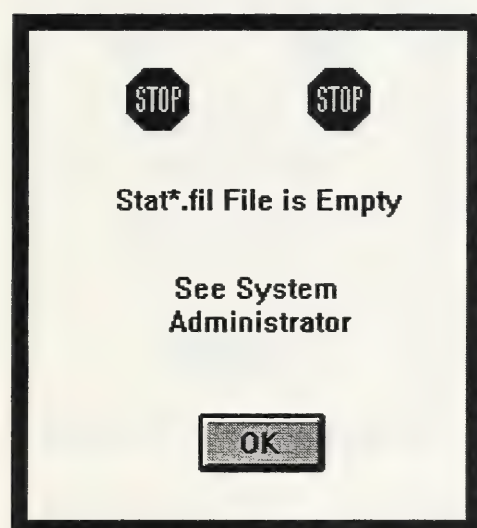 STOP STOP
Stat*.fil File is Empty
See System
Administrator
OK